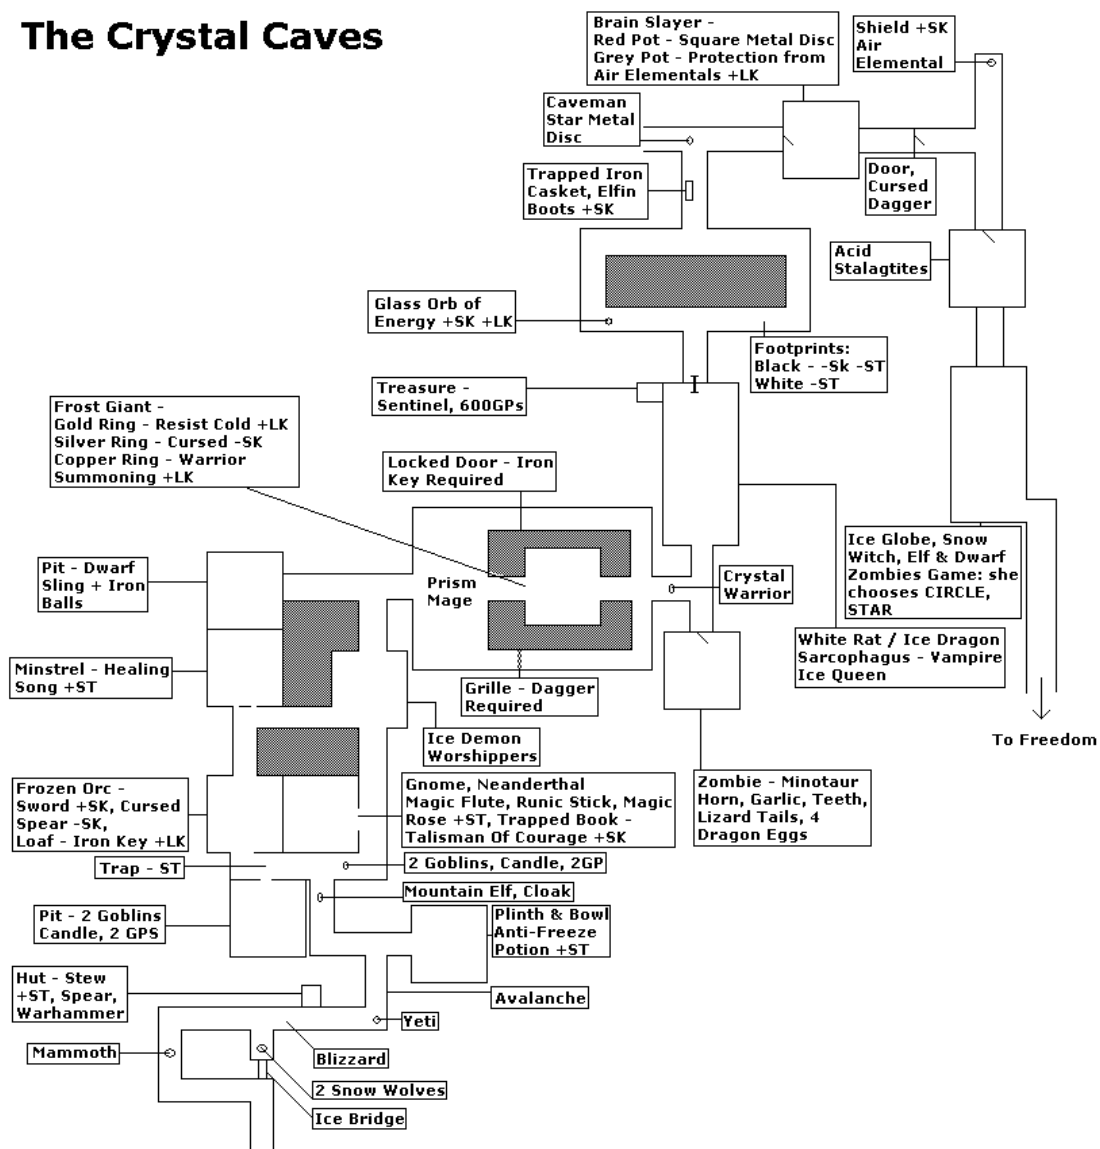 The Crystal Caves
Brain Slayer -
Red Pot - Square Metal Disc
Grey Pot - Protection from
Air Elementals +LK
Shield +SK
Air
Elemental
Caveman
Star Metal
Disc
Trapped Iron
Casket, Elfin
Boots +SK
Door,
Cursed
Dagger
Acid
Stalagtites
Glass Orb of
Energy +SK +LK
Footprints:
Black - -Sk -ST
White -ST
Treasure -
Sentinel, 600GPs
Frost Giant -
Gold Ring - Resist Cold +LK
Silver Ring - Cursed -SK
Copper Ring - Warrior
Summoning +LK
Locked Door - Iron
Key Required
Ice Globe, Snow
Witch, Elf & Dwarf
Zombies Game: she
chooses CIRCLE,
STAR
Pit - Dwarf
Sling + Iron
Balls
Prism
Mage
Crystal
Warrior
White Rat / Ice Dragon
Sarcophagus - Vampire
Ice Queen
Minstrel - Healing
Song +ST
Grille - Dagger
Required
To Freedom
Ice Demon
Worshippers
Frozen Orc -
Sword +SK, Cursed
Spear -SK,
Loaf - Iron Key +LK
Gnome, Neanderthal
Magic Flute, Runic Stick, Magic
Rose +ST, Trapped Book -
Talisman Of Courage +SK
Zombie - Minotaur
Horn, Garlic, Teeth,
Lizard Tails, 4
Dragon Eggs
Trap - ST
2 Goblins, Candle, 2GP
Mountain Elf, Cloak
Pit - 2 Goblins
Candle, 2 GPS
Plinth & Bowl
Anti-Freeze
Potion +ST
Hut - Stew
+ST, Spear,
Warhammer
Avalanche
Yeti
Mammoth
Blizzard
2 Snow Wolves
Ice Bridge